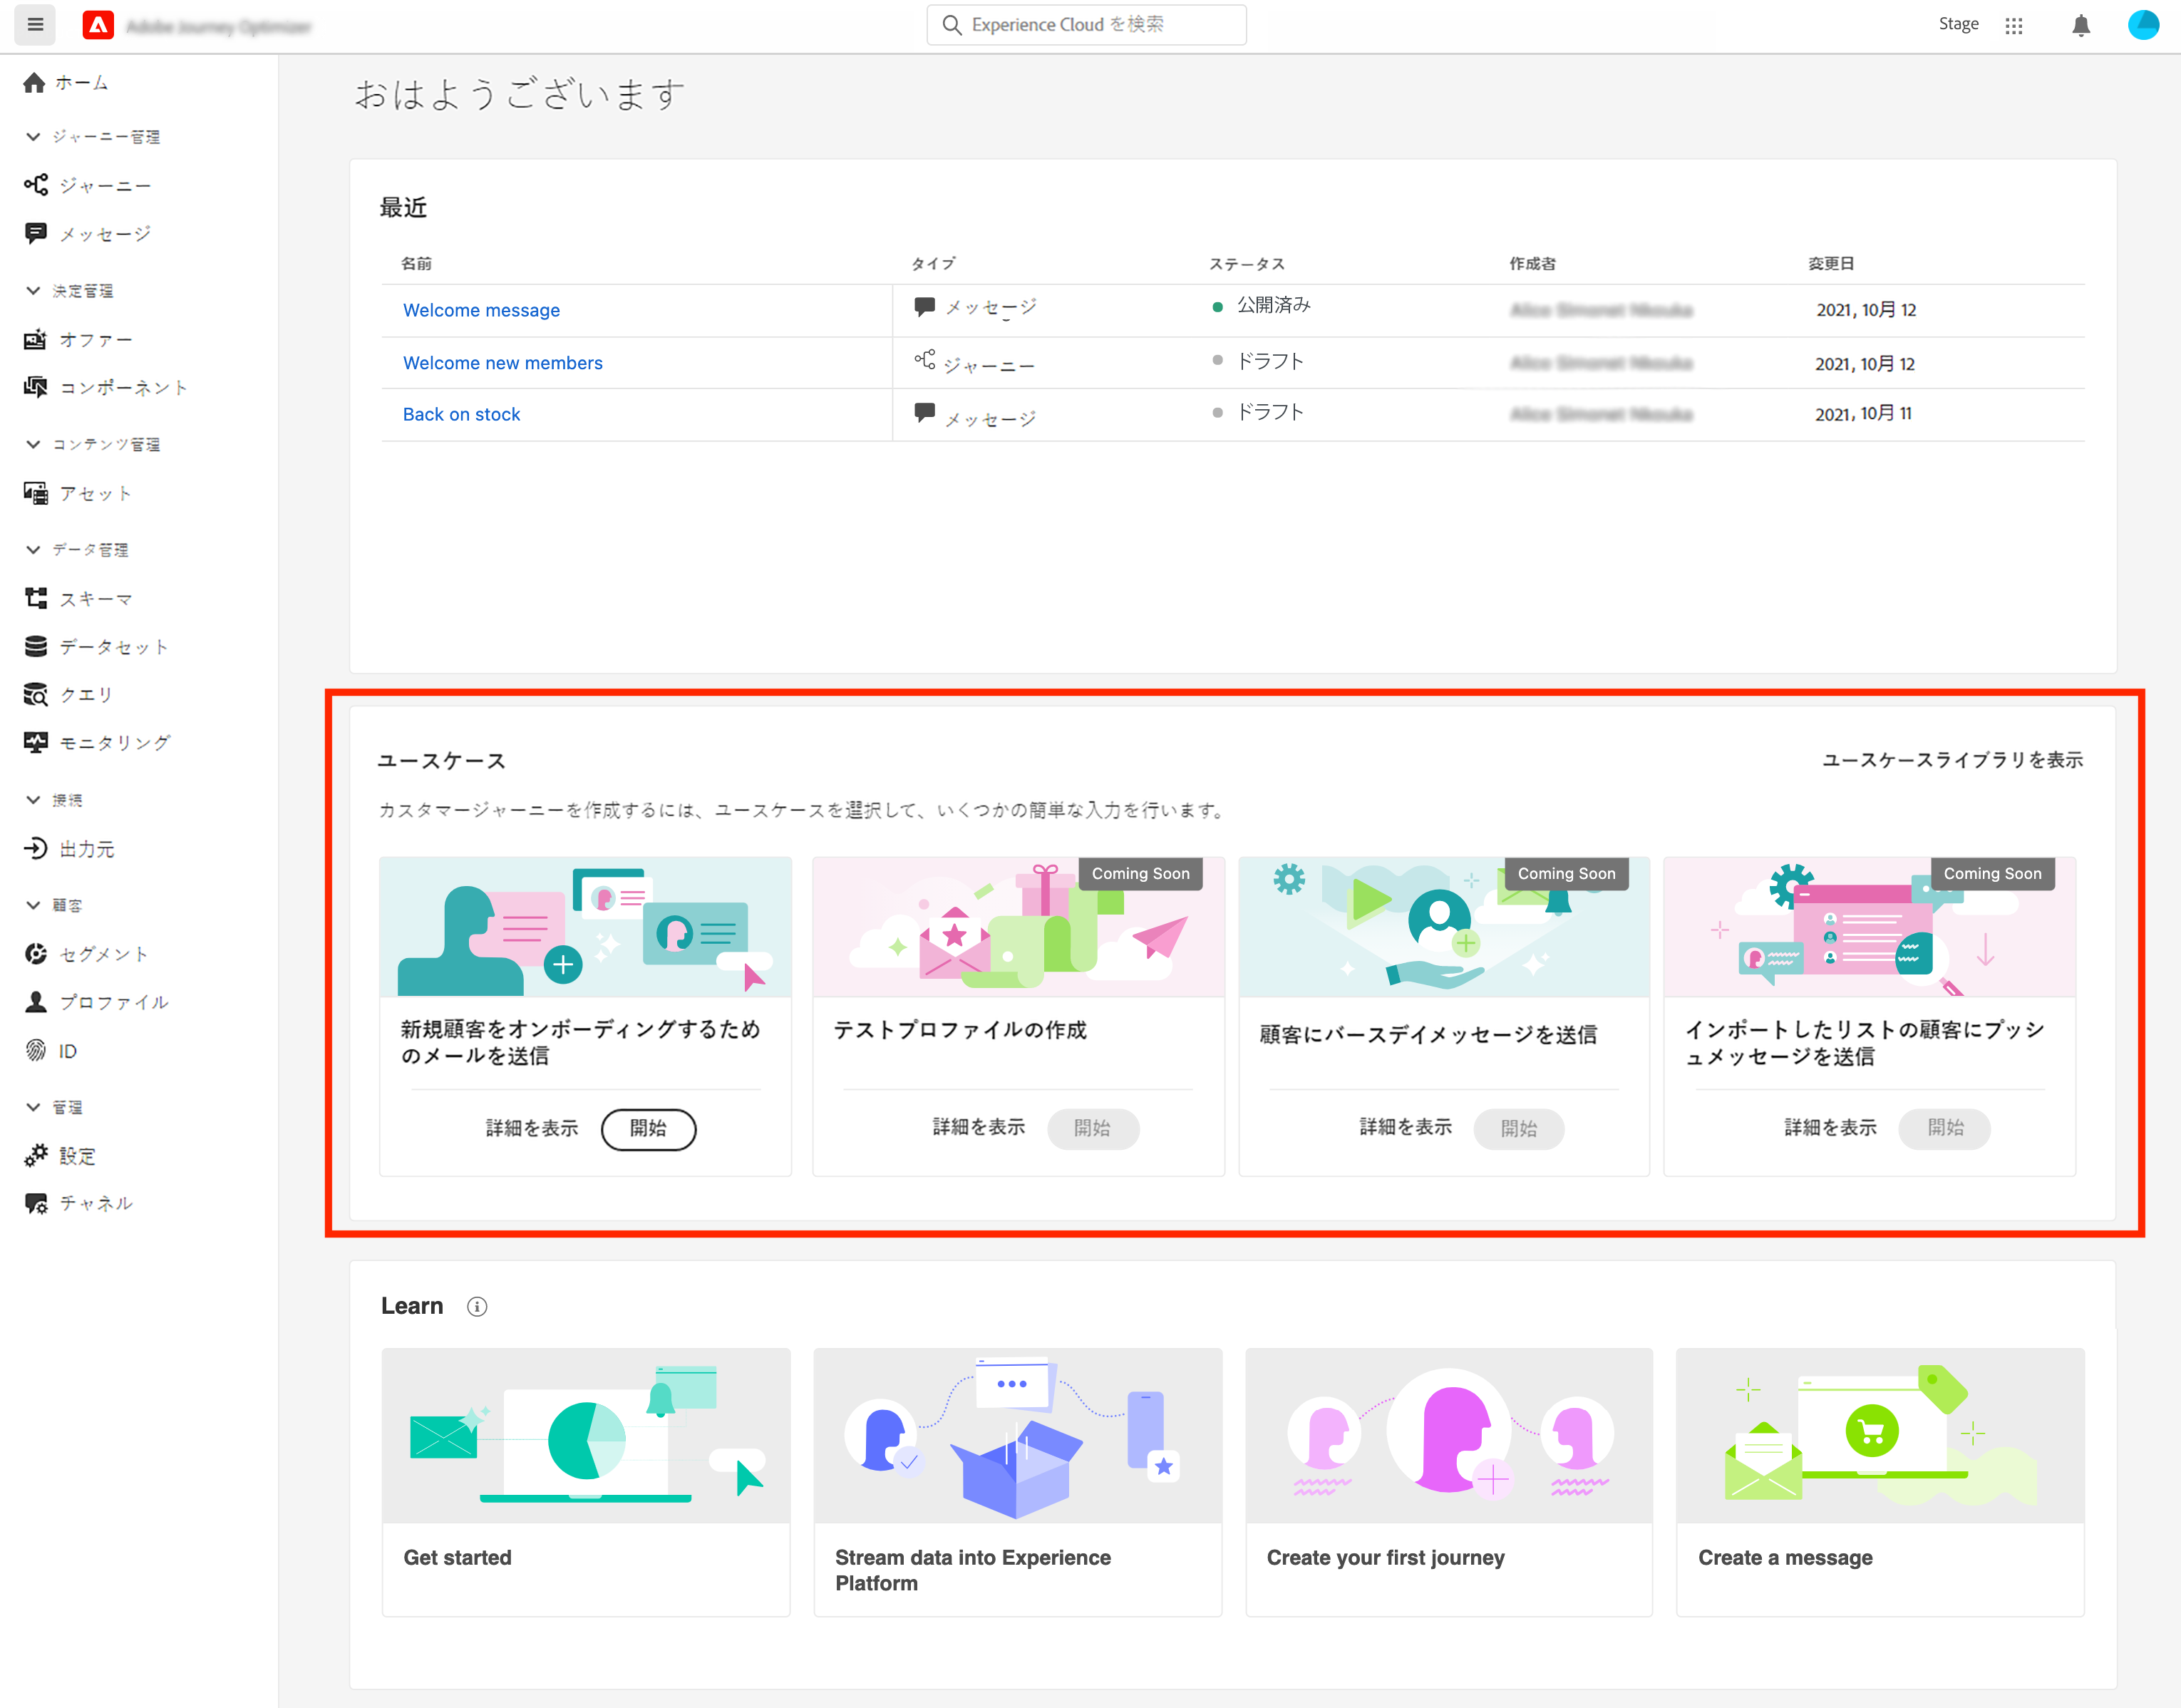 Adobe Journey Optimizer
Experience Cloud を検索
Stage
ホーム
ジャーニー管理
ジャーニー
メッセージ
決定管理
オファー
コンポーネント
コンテンツ管理
アセット
データ管理
スキーマ
データセット
クエリ
モニタリング
接続
出力元
顧客
セグメント
プロファイル
ID
管理
設定
チャネル
おはようございます
最近
名前 タイプ ステータス 作成者 変更日
Welcome message メッセージ 公開済み 2021, 10月 12
Welcome new members ジャーニー ドラフト 2021, 10月 12
Back on stock メッセージ ドラフト 2021, 10月 11
ユースケース
ユースケースライブラリを表示
カスタマージャーニーを作成するには、ユースケースを選択して、いくつかの簡単な入力を行います。
新規顧客をオンボーディングするため
のメールを送信
詳細を表示 開始
Coming Soon
テストプロファイルの作成
詳細を表示 開始
Coming Soon
顧客にバースデイメッセージを送信
詳細を表示 開始
Coming Soon
インポートしたリストの顧客にプッシ
ュメッセージを送信
詳細を表示 開始
Learn
Get started
Stream data into Experience
Platform
Create your first journey
Create a message